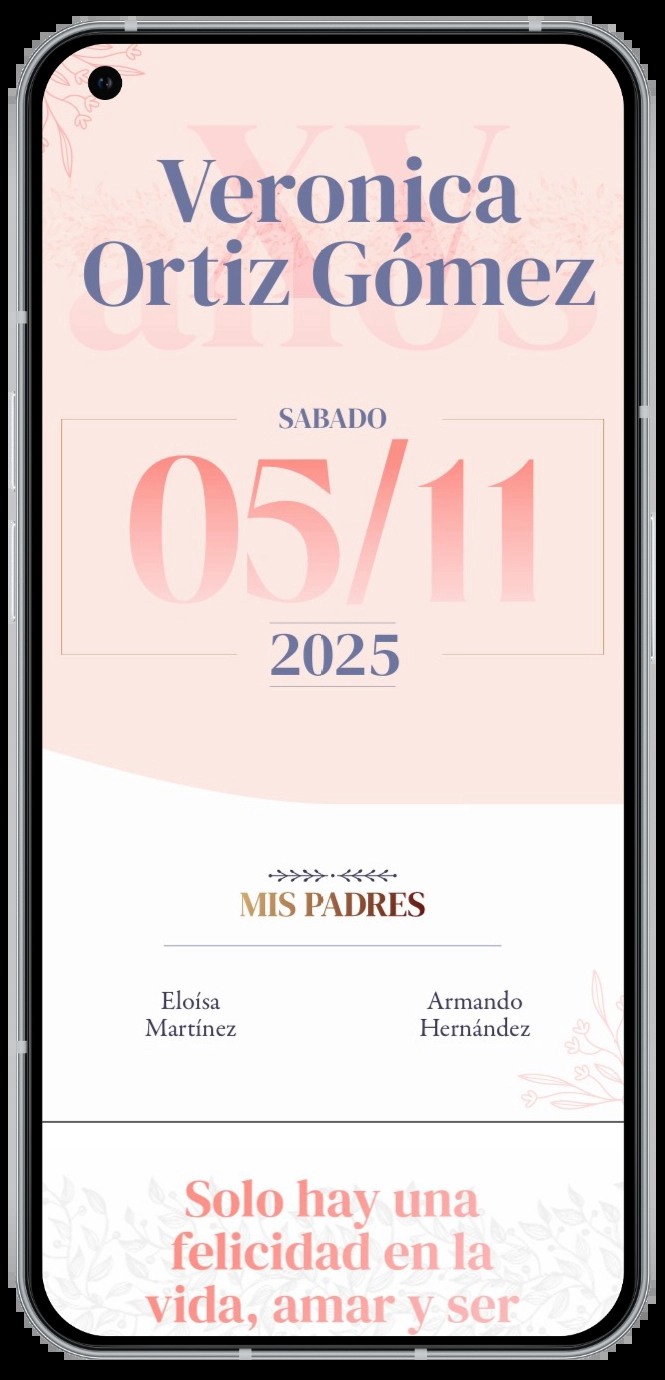 XV
años
Veronica
Ortiz Gómez
SABADO
05/11
2025
MIS PADRES
Eloísa
Martínez
Armando
Hernández
Solo hay una
felicidad en la
vida, amar y ser